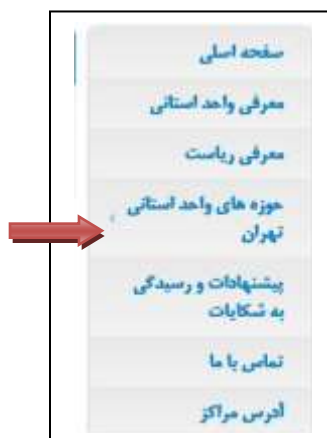 صفحه اصلی
معرفی واحد استانی
معرفی ریاست
حوزه های واحد استانی
تهران
پیشنهادات و رسیدگی
به شکایات
تماس با ما
آدرس مراکز